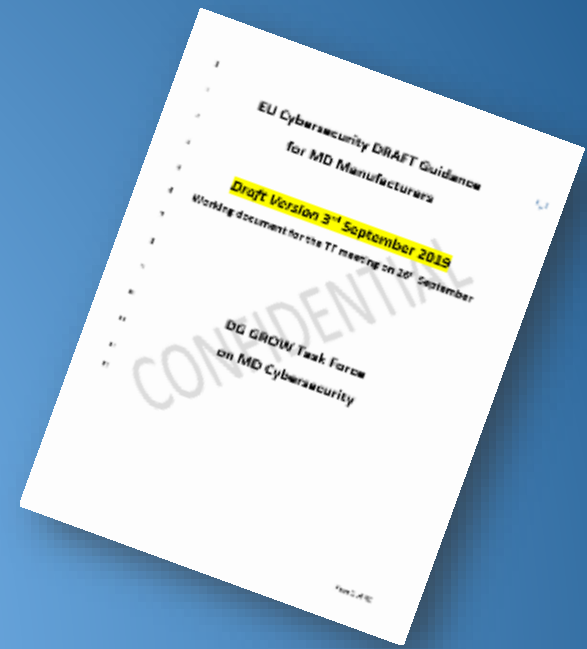 EU Cybersecurity DRAFT Guidance
for MD Manufacturers
Draft Version 3rd September 2019
Working document for the TF meeting on 26th September
CONFIDENTIAL
DG GROW Task Force
on MD Cybersecurity